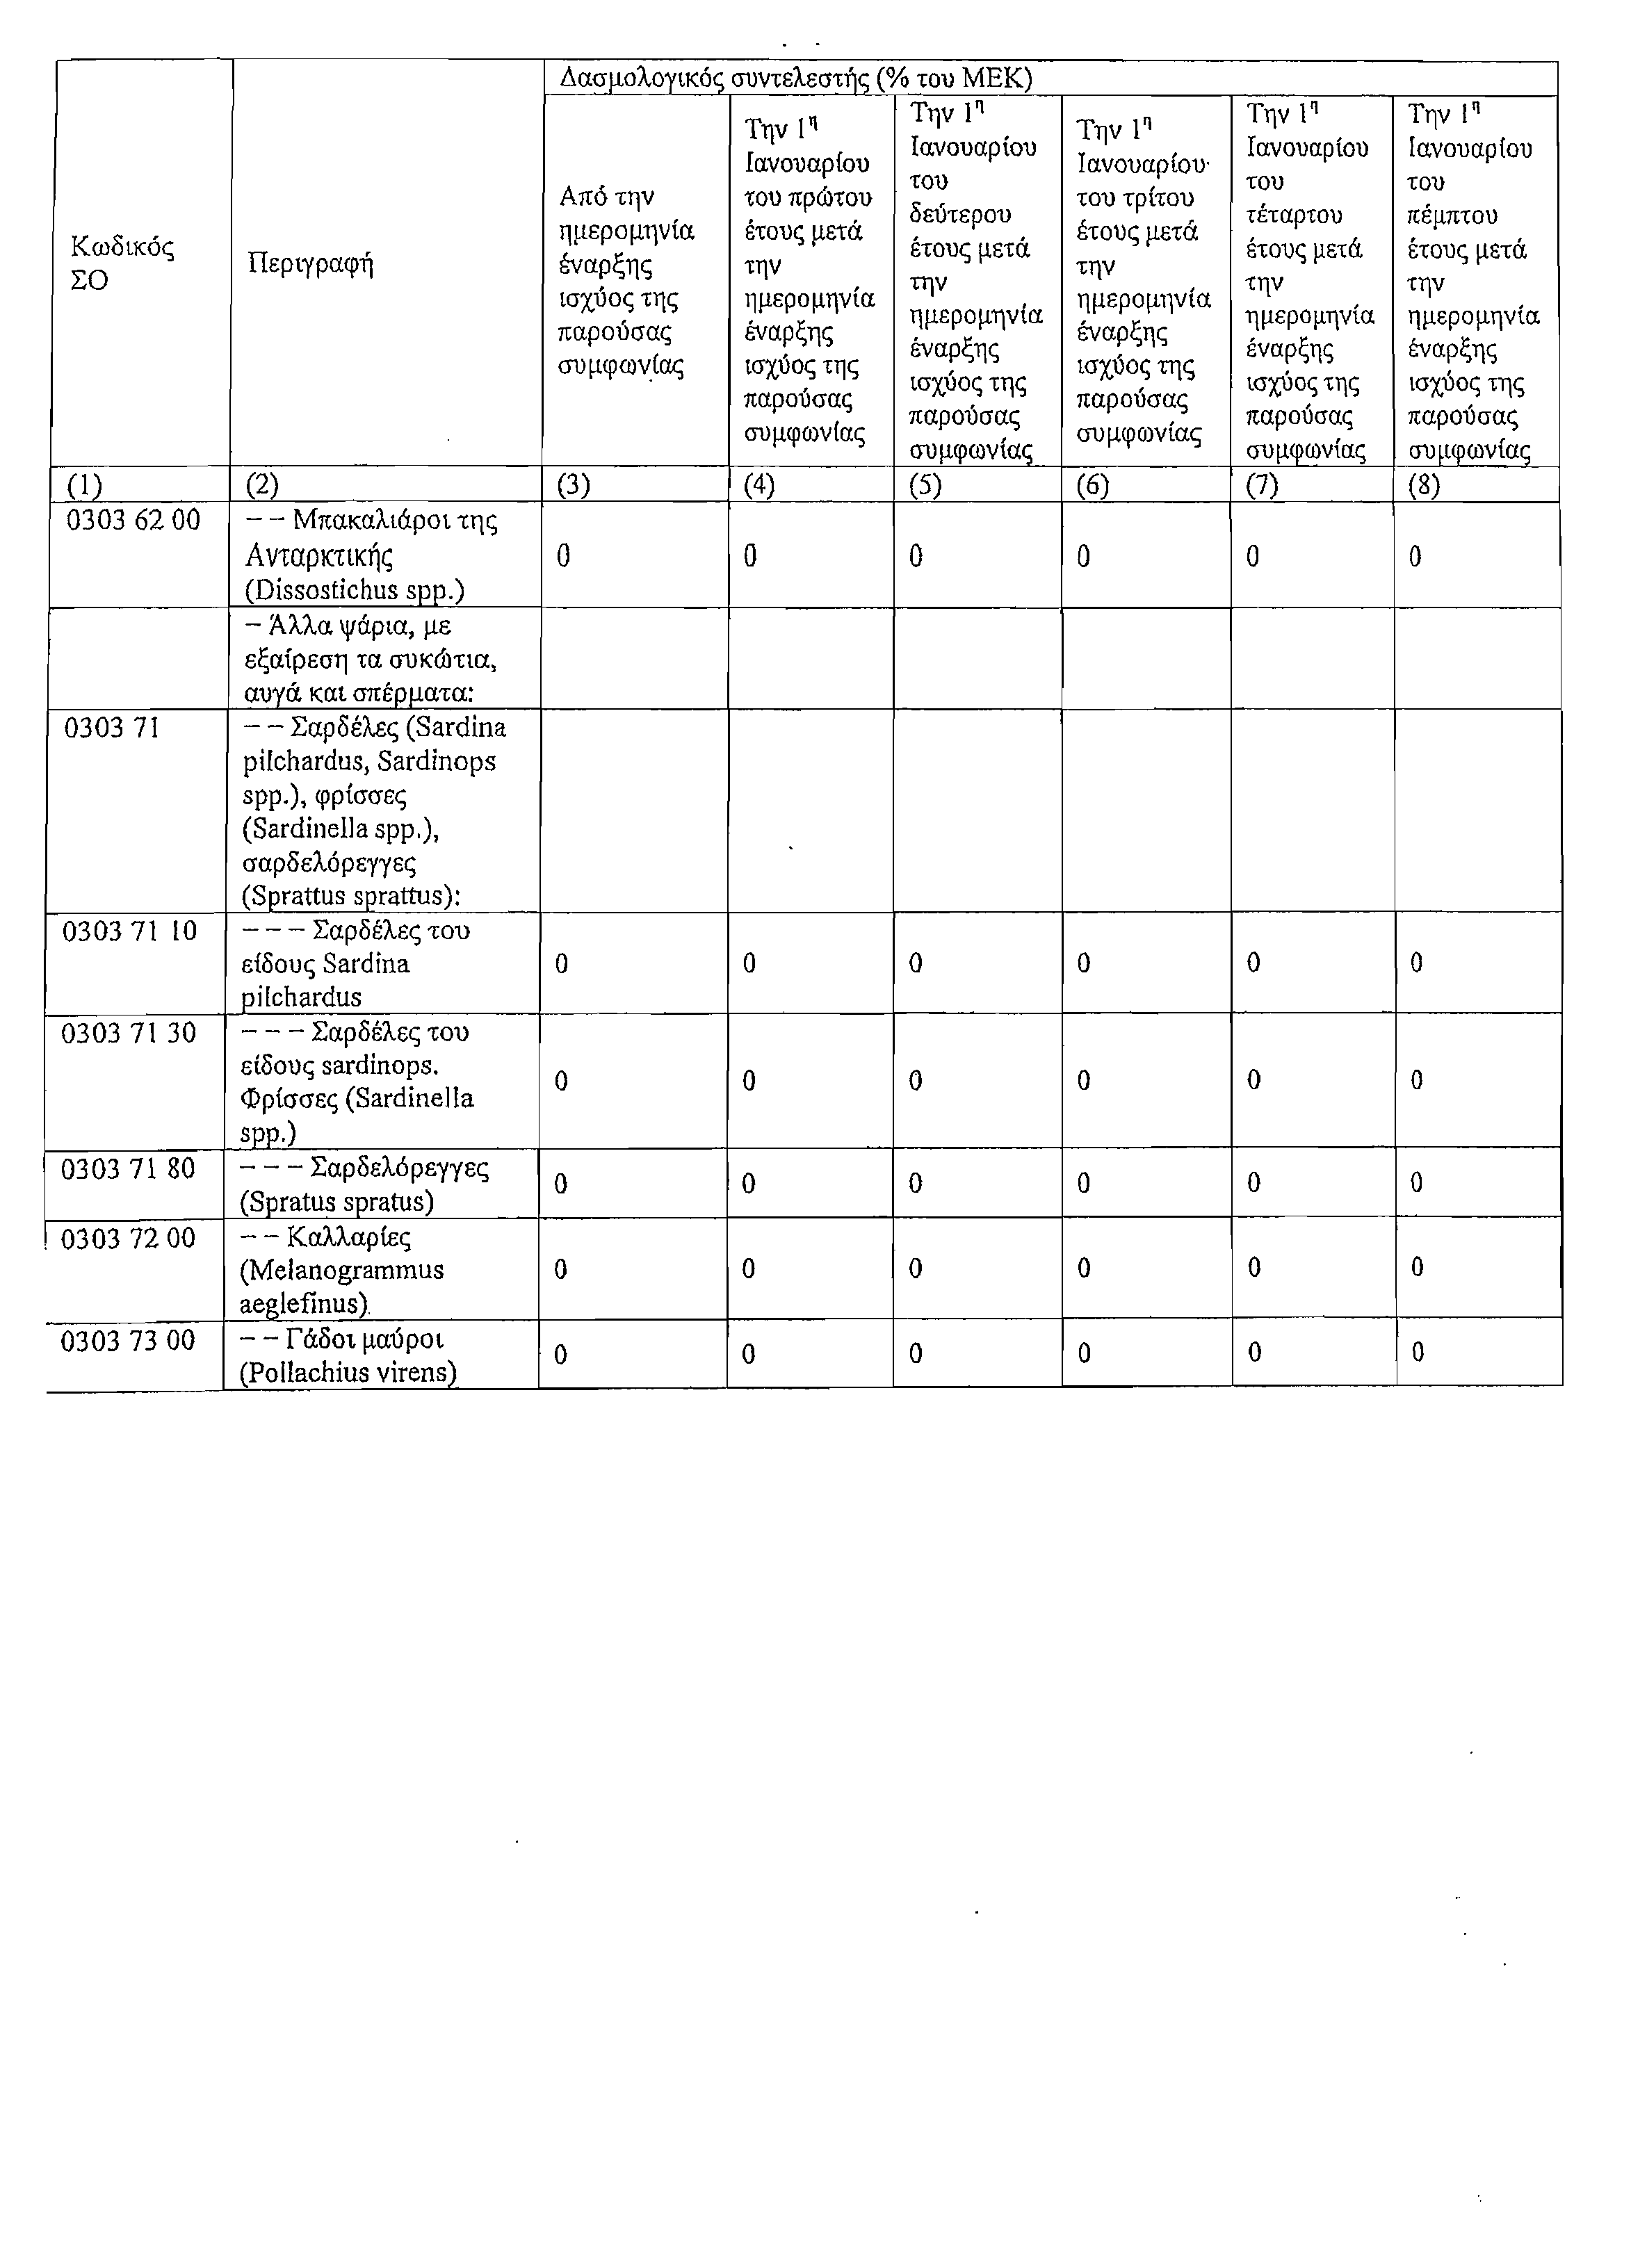 Δασμολογικός συντελεστής (% του ΜΕΚ)
Κωδικός
ΣΟ
Περιγραφή
Από την
ημερομηνία
έναρξης
ισχύος της
παρούσας
συμφωνίας
Την 1η
Ιανουαρίου
του πρώτου
έτους μετά
την
ημερομηνία
έναρξης
ισχύος της
παρούσας
συμφωνίας
Την 1η
Ιανουαρίου
του
δεύτερου
έτους μετά
την
ημερομηνία
έναρξης
ισχύος της
παρούσας
συμφωνίας
Την 1η
Ιανουαρίου
του τρίτου
έτους μετά
την
ημερομηνία
έναρξης
ισχύος της
παρούσας
συμφωνίας
Την 1η
Ιανουαρίου
του
τέταρτου
έτους μετά
την
ημερομηνία
έναρξης
ισχύος της
παρούσας
συμφωνίας
Την 1η
Ιανουαρίου
του
πέμπτου
έτους μετά
την
ημερομηνία
έναρξης
ισχύος της
παρούσας
συμφωνίας
(1) (2) (3) (4) (5) (6) (7) (8)
0303 62 00 – – Μπακαλιάροι της
Ανταρκτικής 0 0 0 0 0 0
(Dissostichus spp.)
– Άλλα ψάρια, με
εξαίρεση τα συκώτια,
αυγά και σπέρματα:
0303 71 – – Σαρδέλες (Sardina
pilchardus, Sardinops
spp.), φρίσσες
(Sardinella spp.),
σαρδελόρεγγες
(Sprattus sprattus):
0303 71 10 – – – Σαρδέλες του
είδους Sardina 0 0 0 0 0 0
pilchardus
0303 71 30 – – – Σαρδέλες του
είδους sardinops.
Φρίσσες (Sardinella 0 0 0 0 0 0
spp.)
0303 71 80 – – – Σαρδελόρεγγες
(Spratus spratus) 0 0 0 0 0 0
0303 72 00 – – Καλλαρίες
(Melanogrammus 0 0 0 0 0 0
aeglefinus)
0303 73 00 – – Γάδοι μαύροι
(Pollachius virens) 0 0 0 0 0 0